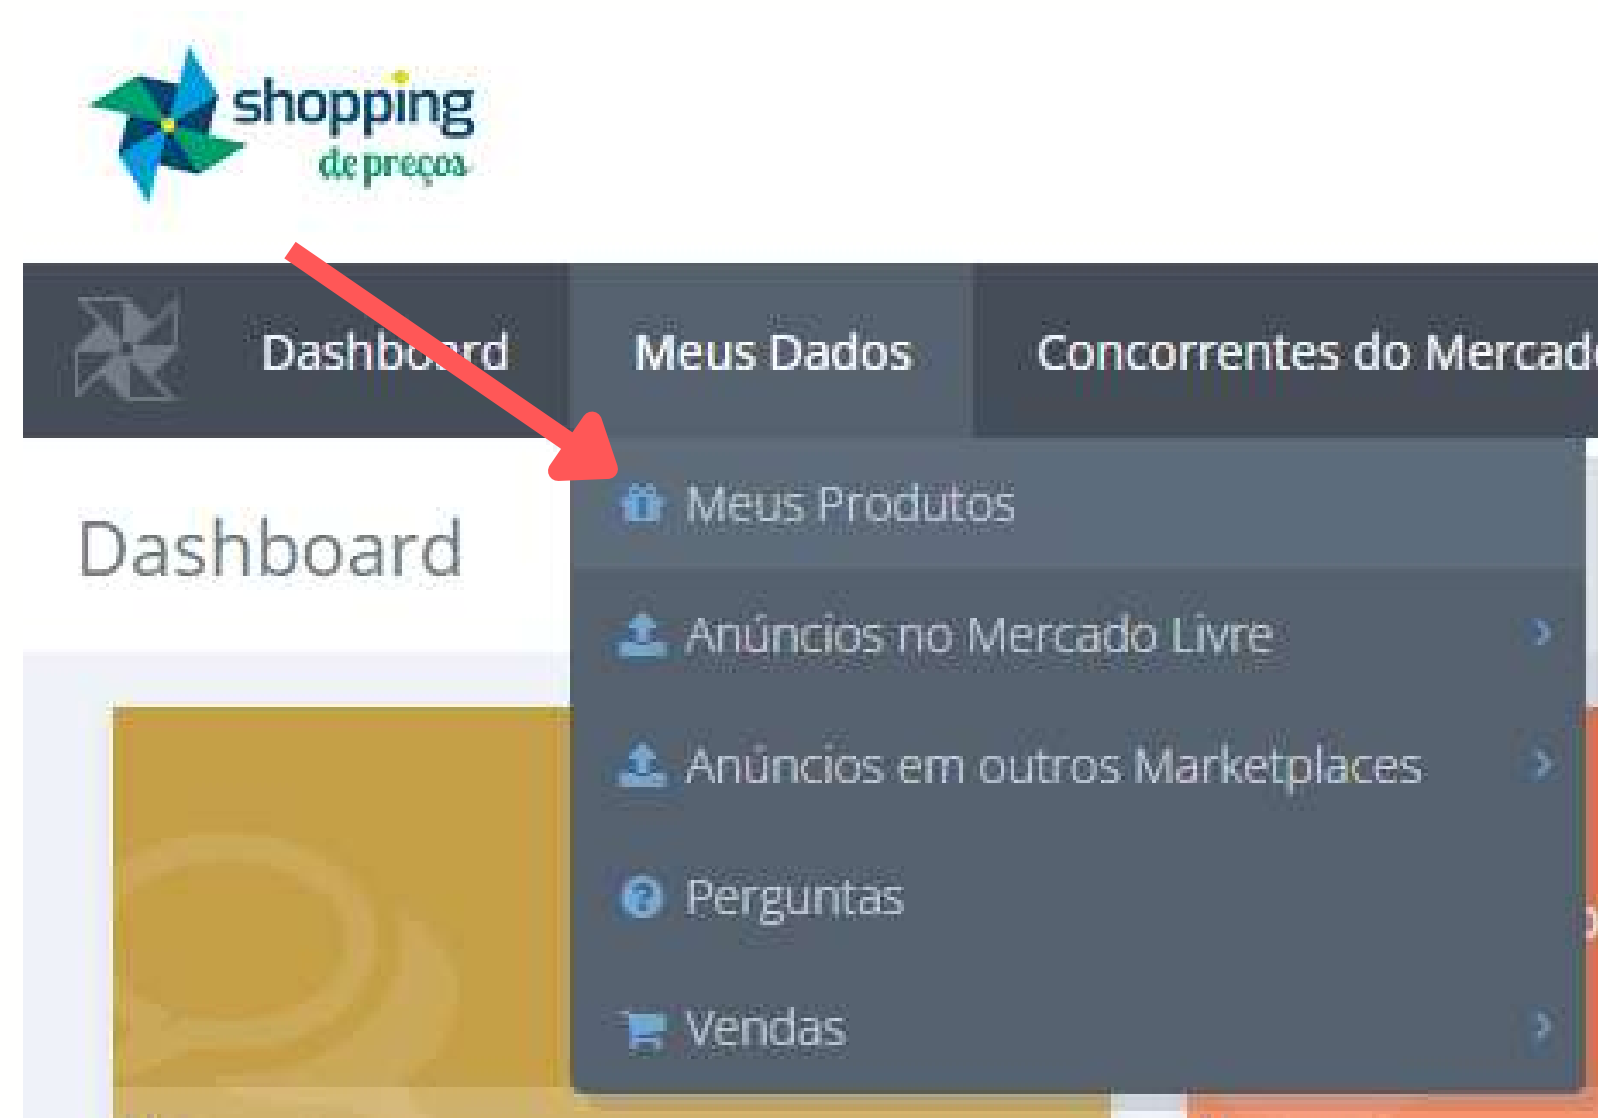 shopping
de preços
Dashboard
Meus Dados
Concorrentes do
Dashboard
Meus Produtos
Anúncios no Mercado Livre
Anúncios em outros Marketplaces
Perguntas
Vendas